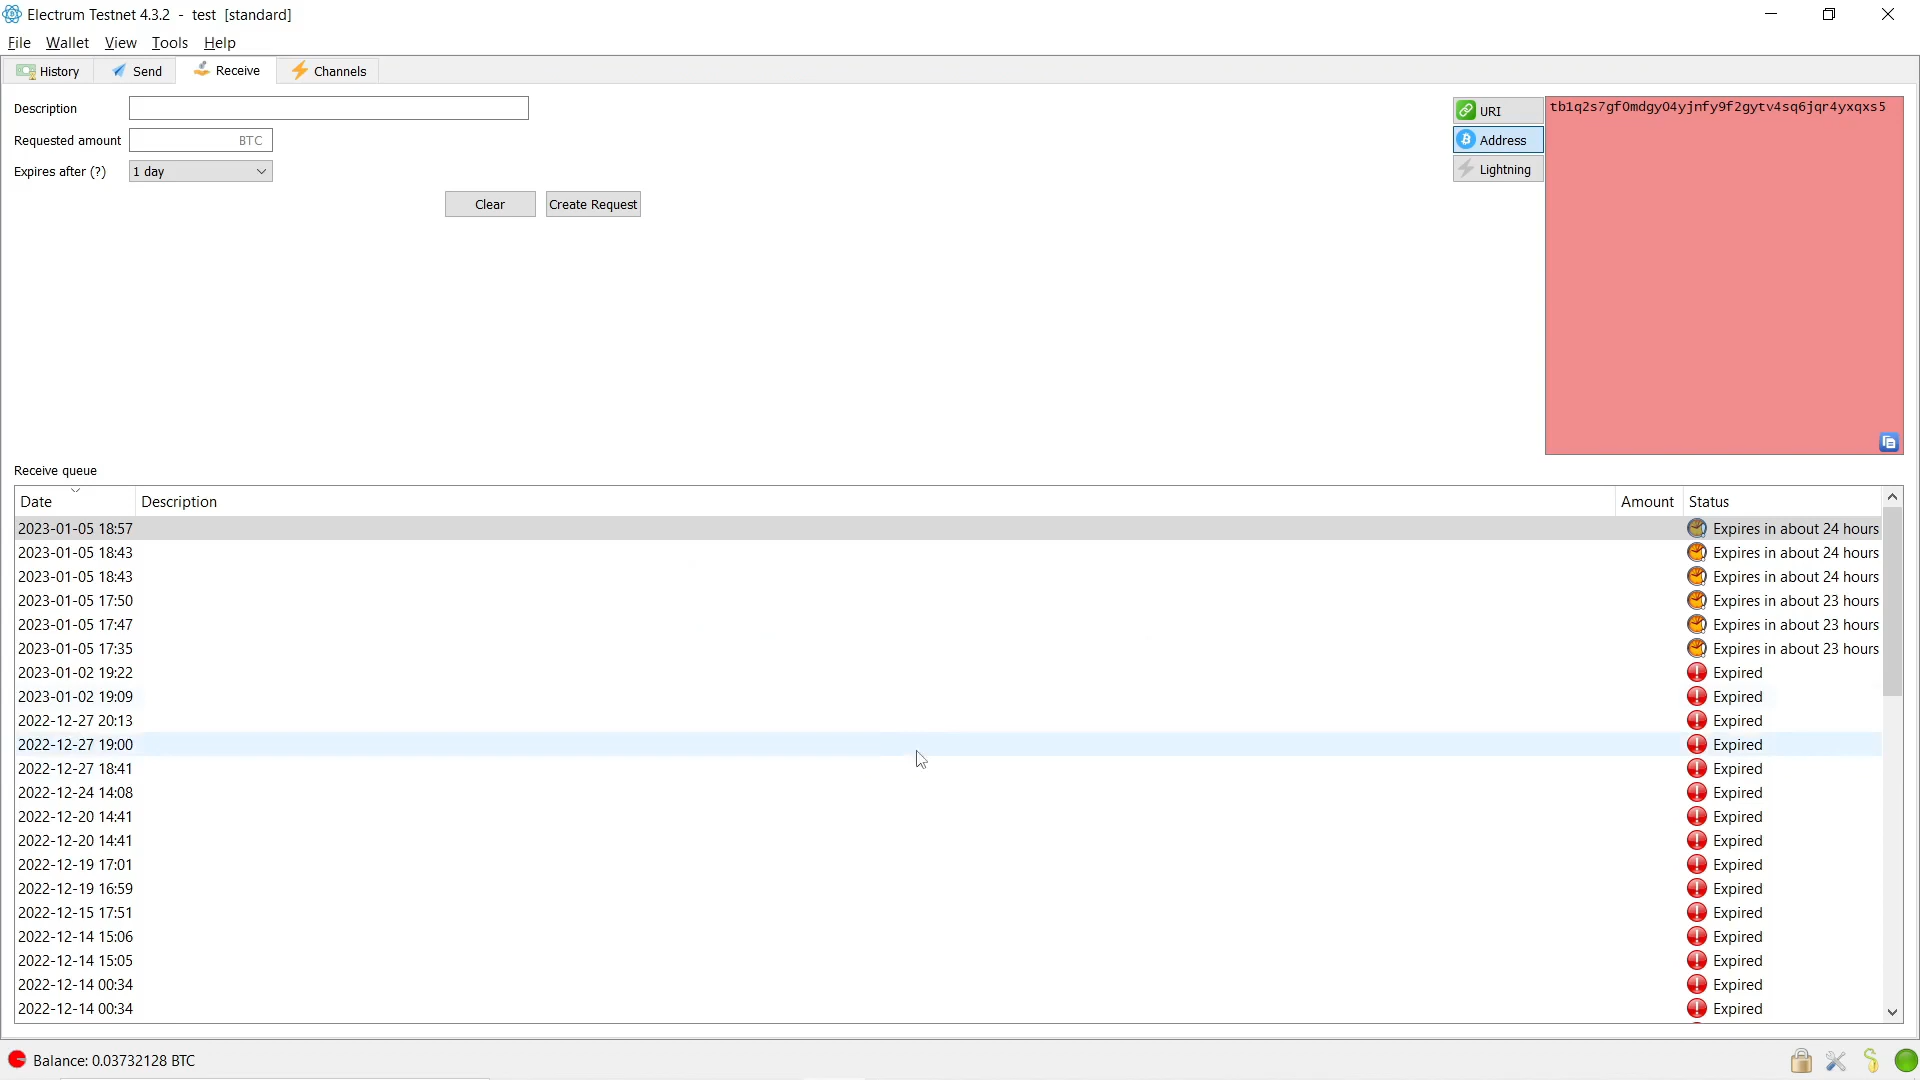 Electrum Testnet 4.3.2 - test [standard]
File Wallet View Tools Help
History Send Receive Channels
Description
Requested amount BTC
Expires after (?) 1 day
Clear Create Request
URI
Address
Lightning
tb1q2s7gf0mdgy04yjnfy9f2gytv4sq6jqr4yxqxs5
Receive queue
Date Description Amount Status
2023-01-05 18:57 Expires in about 24 hours
2023-01-05 18:43 Expires in about 24 hours
2023-01-05 18:43 Expires in about 24 hours
2023-01-05 17:50 Expires in about 23 hours
2023-01-05 17:47 Expires in about 23 hours
2023-01-05 17:35 Expires in about 23 hours
2023-01-02 19:22 Expired
2023-01-02 19:09 Expired
2022-12-27 20:13 Expired
2022-12-27 19:00 Expired
2022-12-27 18:41 Expired
2022-12-24 14:08 Expired
2022-12-20 14:41 Expired
2022-12-20 14:41 Expired
2022-12-19 17:01 Expired
2022-12-19 16:59 Expired
2022-12-15 17:51 Expired
2022-12-14 15:06 Expired
2022-12-14 15:05 Expired
2022-12-14 00:34 Expired
2022-12-14 00:34 Expired
Balance: 0.03732128 BTC